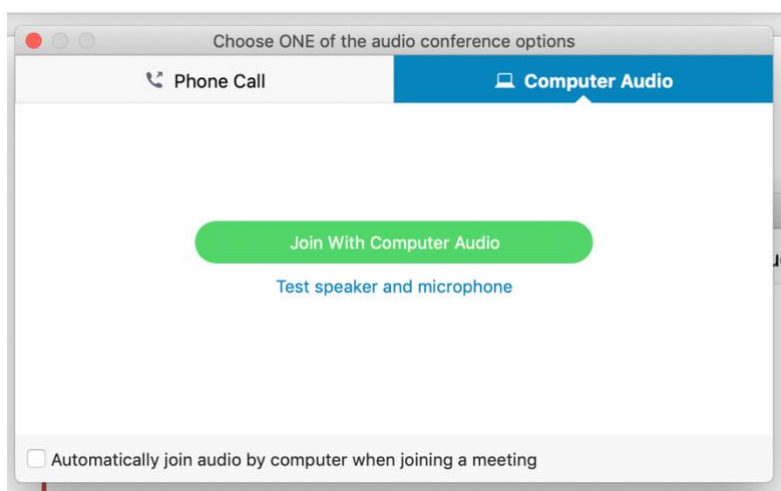 Choose ONE of the audio conference options
Phone Call
Computer Audio
Join With Computer Audio
Test speaker and microphone
Automatically join audio by computer when joining a meeting